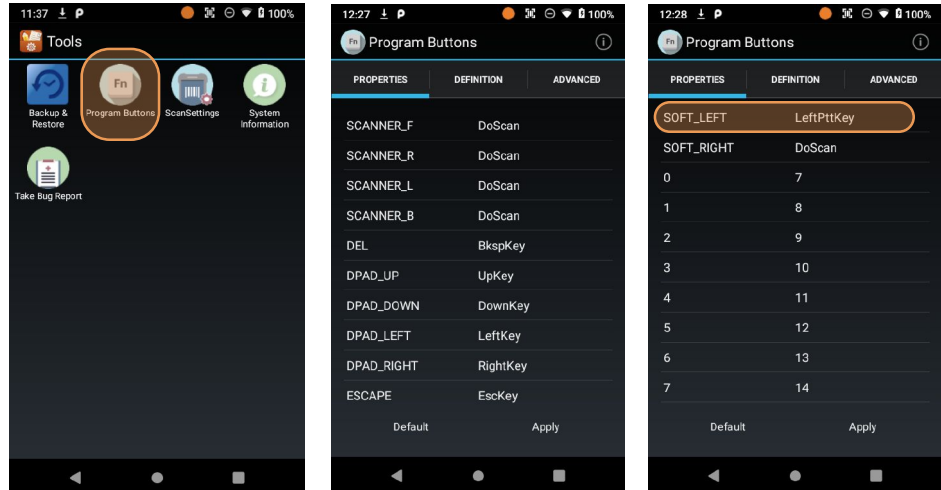 11:37 100%
Tools
Fn
Backup & Restore Program Buttons ScanSettings System Information
Take Bug Report
12:27 100%
Fn Program Buttons
PROPERTIES DEFINITION ADVANCED
SCANNER_F DoScan
SCANNER_R DoScan
SCANNER_L DoScan
SCANNER_B DoScan
DEL BkspKey
DPAD_UP UpKey
DPAD_DOWN DownKey
DPAD_LEFT LeftKey
DPAD_RIGHT RightKey
ESCAPE EscKey
Default Apply
12:28 100%
Fn Program Buttons
PROPERTIES DEFINITION ADVANCED
SOFT_LEFT LeftPttKey
SOFT_RIGHT DoScan
0 7
1 8
2 9
3 10
4 11
5 12
6 13
7 14
Default Apply